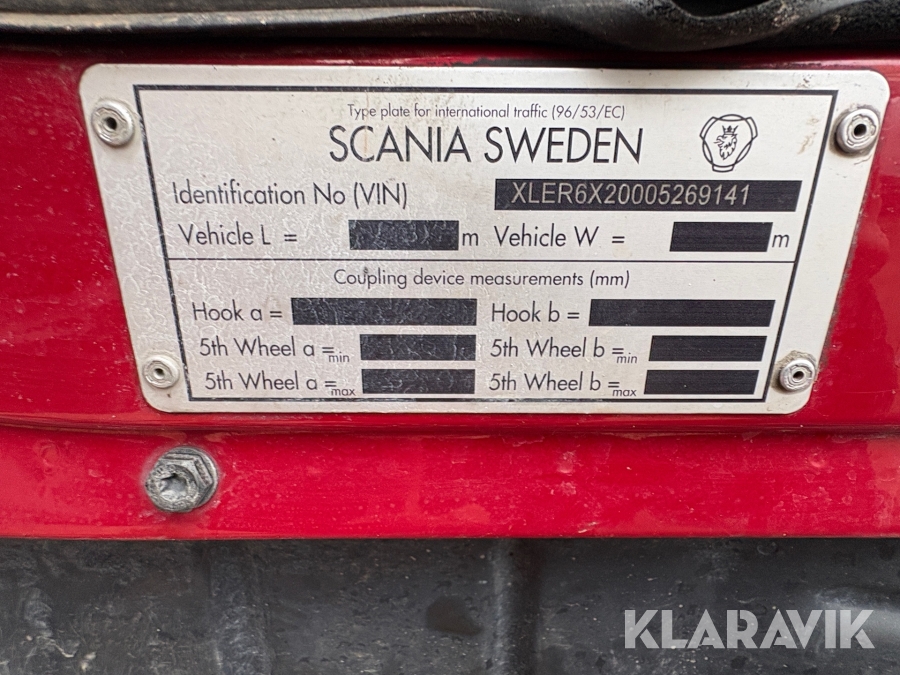 Type plate for international traffic (96/53/EC)
SCANIA SWEDEN
Identification No (VIN) XLER6X20005269141
Vehicle L = m Vehicle W = m
Coupling device measurements (mm)
Hook a = Hook b =
5th Wheel a = min 5th Wheel b = min
5th Wheel a = max 5th Wheel b = max
KLARAVIK